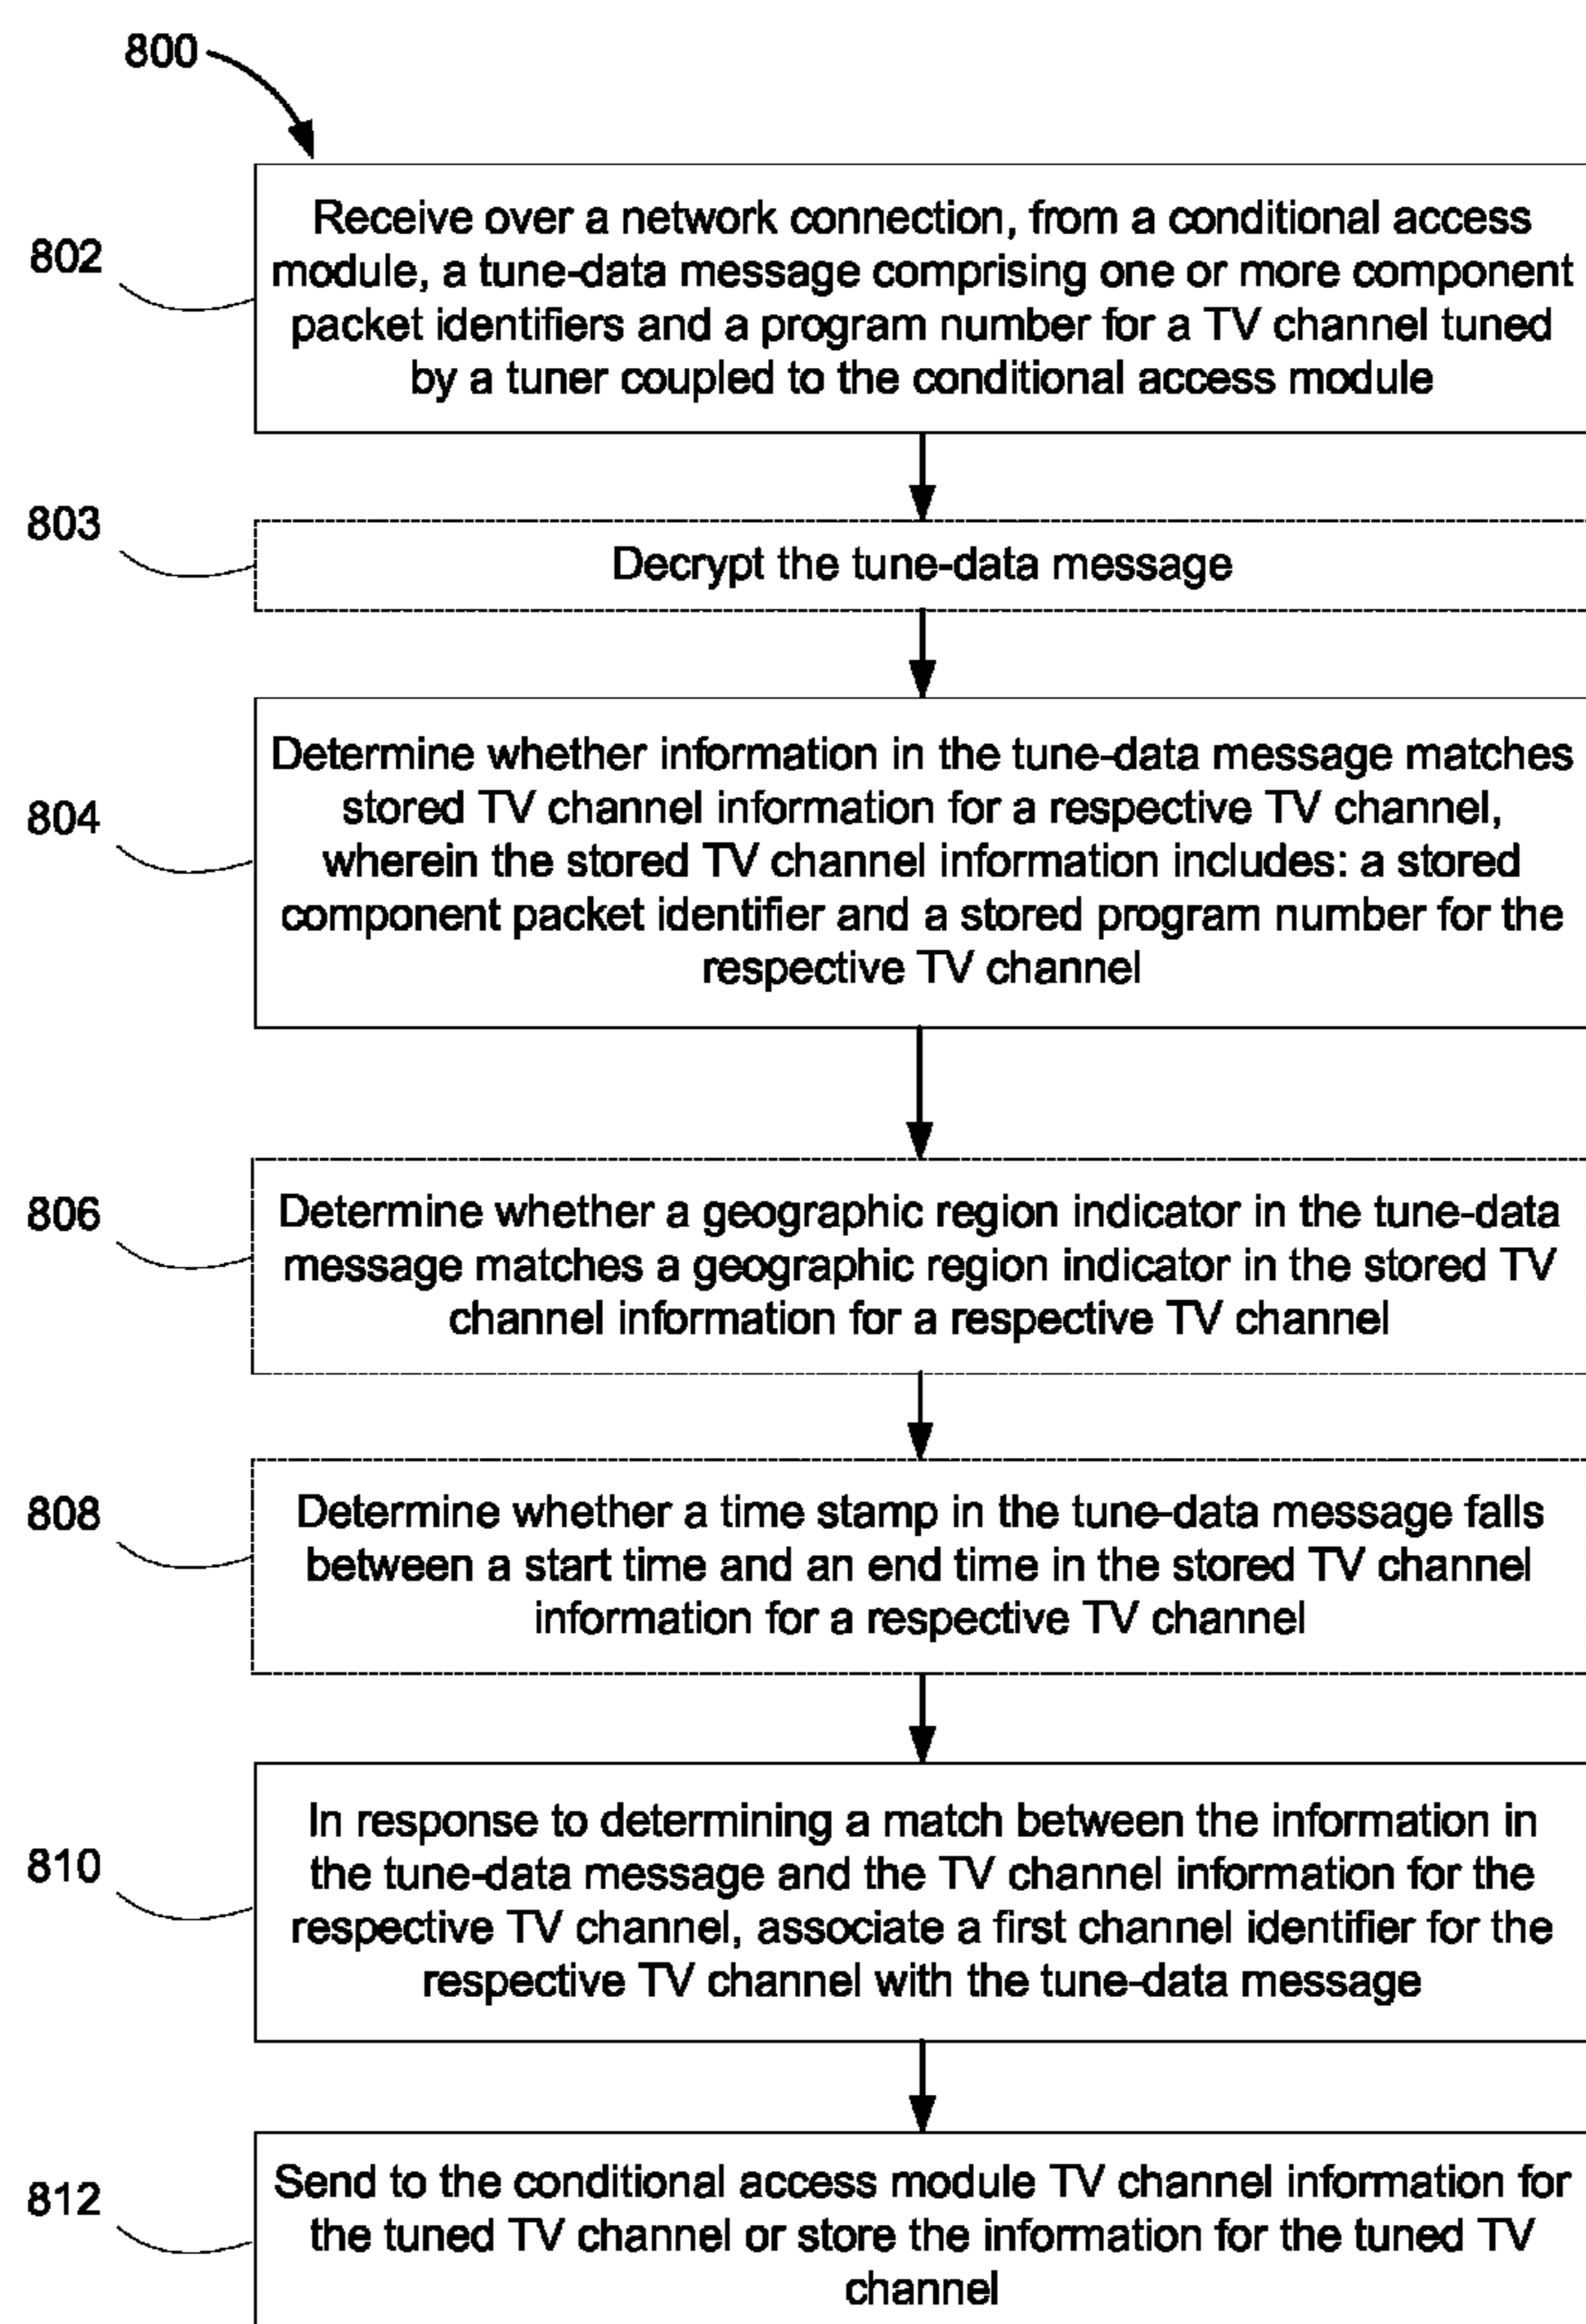 800
802
Receive over a network connection, from a conditional access
module, a tune-data message comprising one or more component
packet identifiers and a program number for a TV channel tuned
by a tuner coupled to the conditional access module
803
Decrypt the tune-data message
804
Determine whether information in the tune-data message matches
stored TV channel information for a respective TV channel,
wherein the stored TV channel information includes: a stored
component packet identifier and a stored program number for the
respective TV channel
806
Determine whether a geographic region indicator in the tune-data
message matches a geographic region indicator in the stored TV
channel information for a respective TV channel
808
Determine whether a time stamp in the tune-data message falls
between a start time and an end time in the stored TV channel
information for a respective TV channel
810
In response to determining a match between the information in
the tune-data message and the TV channel information for the
respective TV channel, associate a first channel identifier for the
respective TV channel with the tune-data message
812
Send to the conditional access module TV channel information for
the tuned TV channel or store the information for the tuned TV
channel